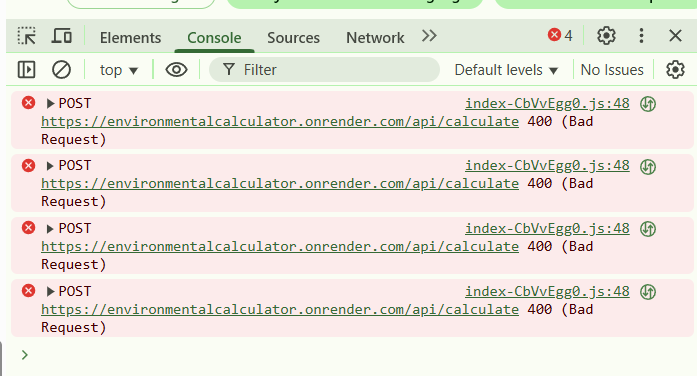 Elements Console Sources Network 4
top Filter Default levels No Issues
POST index-CbVvEgg0.js:48
https://environmentalcalculator.onrender.com/api/calculate 400 (Bad
Request)
POST index-CbVvEgg0.js:48
https://environmentalcalculator.onrender.com/api/calculate 400 (Bad
Request)
POST index-CbVvEgg0.js:48
https://environmentalcalculator.onrender.com/api/calculate 400 (Bad
Request)
POST index-CbVvEgg0.js:48
https://environmentalcalculator.onrender.com/api/calculate 400 (Bad
Request)